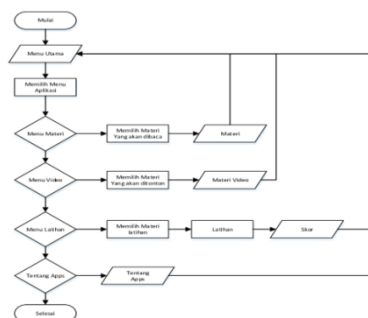 Mulai
Menu Utama
Memilih Menu
Aplikasi
Menu Materi
Memilih Materi
Yang akan dibaca
Materi
Menu Video
Memilih Materi
Yang akan ditonton
Materi Video
Menu Latihan
Memilih Materi
latihan
Latihan
Skor
Tentang Apps
Tentang
Apps
Selesai